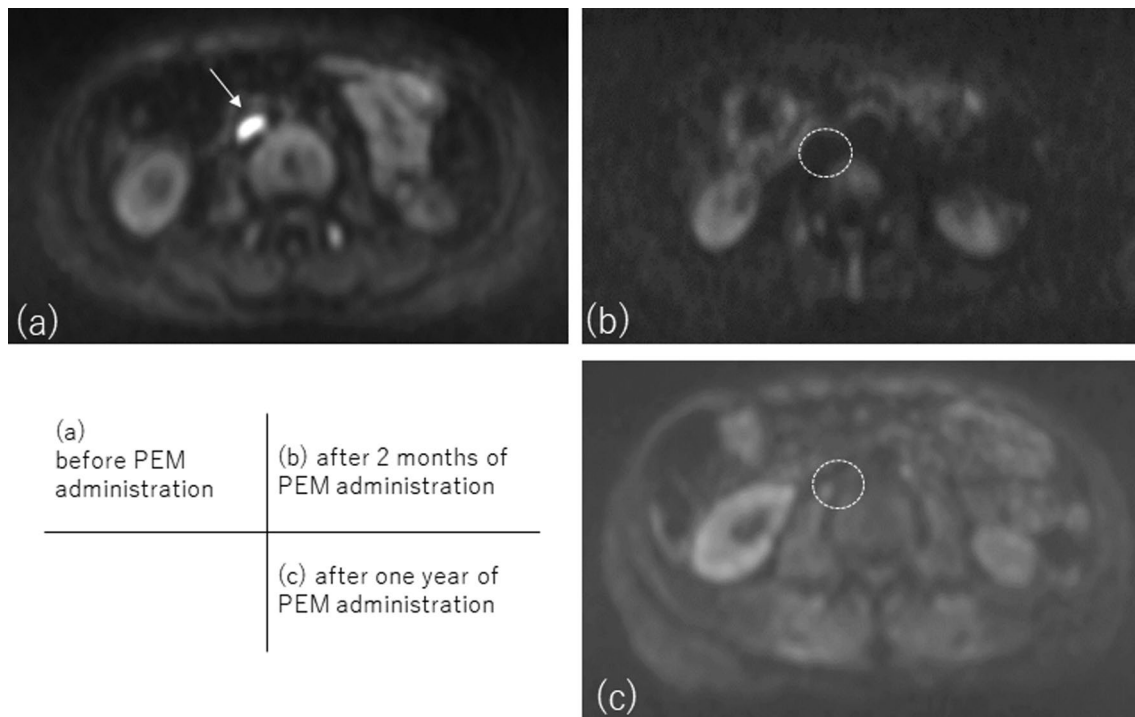 (a)
(b)
(a)
before PEM
administration
(b) after 2 months of
PEM administration
(c) after one year of
PEM administration
(c)